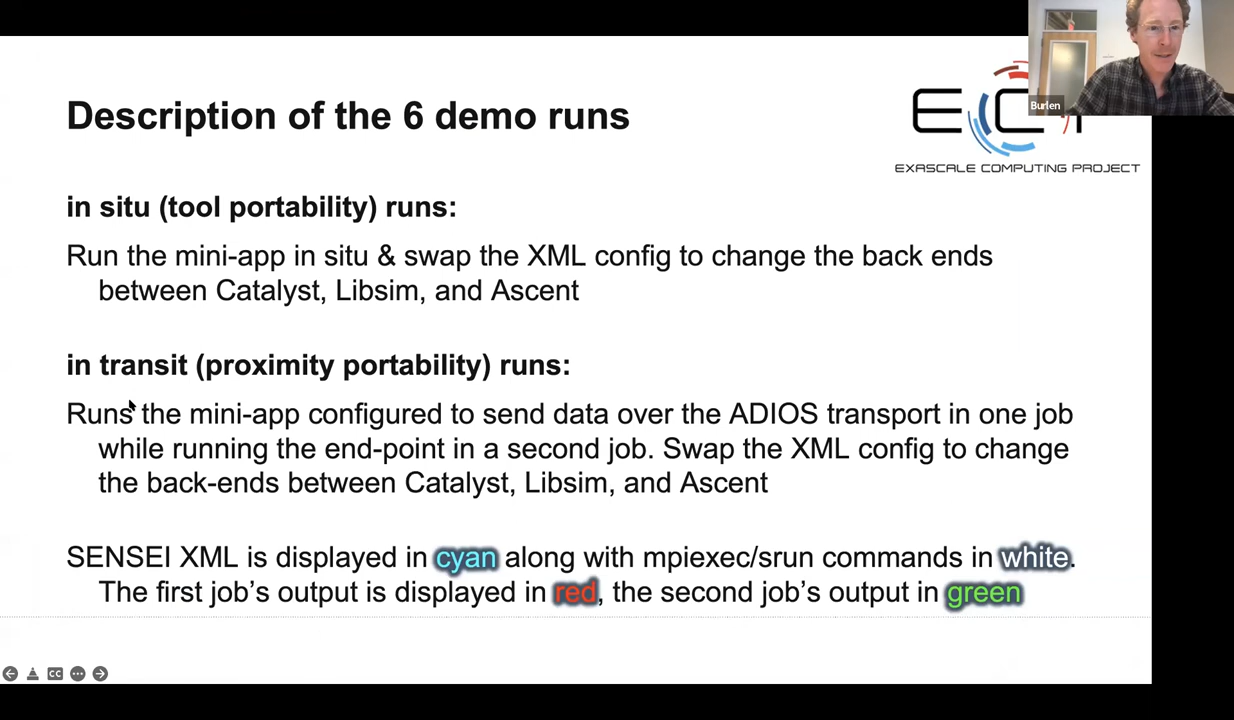 Burlen
Description of the 6 demo runs
EXASCALE COMPUTING PROJECT
in situ (tool portability) runs:
Run the mini-app in situ & swap the XML config to change the back ends
between Catalyst, Libsim, and Ascent
in transit (proximity portability) runs:
Runs the mini-app configured to send data over the ADIOS transport in one job
while running the end-point in a second job. Swap the XML config to change
the back-ends between Catalyst, Libsim, and Ascent
SENSEI XML is displayed in cyan along with mpiexec/srun commands in white.
The first job’s output is displayed in red, the second job’s output in green
CC